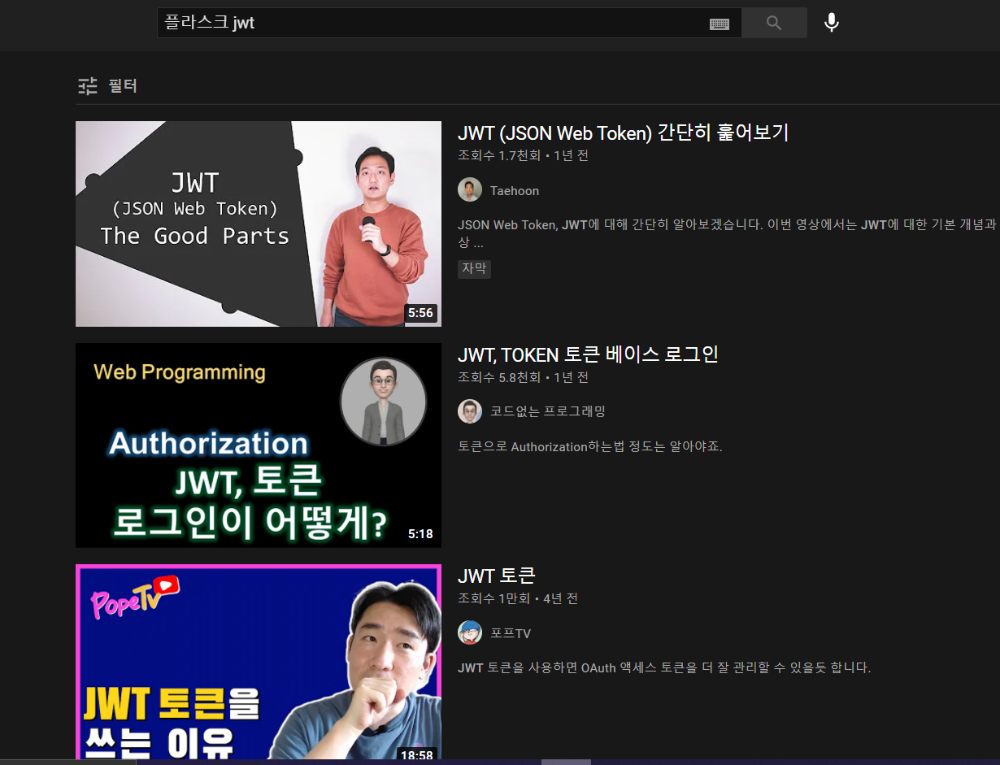 플라스크 jwt
필터
JWT
(JSON Web Token)
The Good Parts
5:56
JWT (JSON Web Token) 간단히 훑어보기
조회수 1.7천회 • 1년 전
Taehoon
JSON Web Token, JWT에 대해 간단히 알아보겠습니다. 이번 영상에서는 JWT에 대한 기본 개념과
상 ...
자막
Web Programming
Authorization
JWT, 토큰
로그인이 어떻게?
5:18
JWT, TOKEN 토큰 베이스 로그인
조회수 5.8천회 • 1년 전
코드없는 프로그래밍
토큰으로 Authorization하는법 정도는 알아야죠.
PopeTv
JWT 토큰을
쓰는 이유
18:58
JWT 토큰
조회수 1만회 • 4년 전
포프TV
JWT 토큰을 사용하면 OAuth 액세스 토큰을 더 잘 관리할 수 있을듯 합니다.